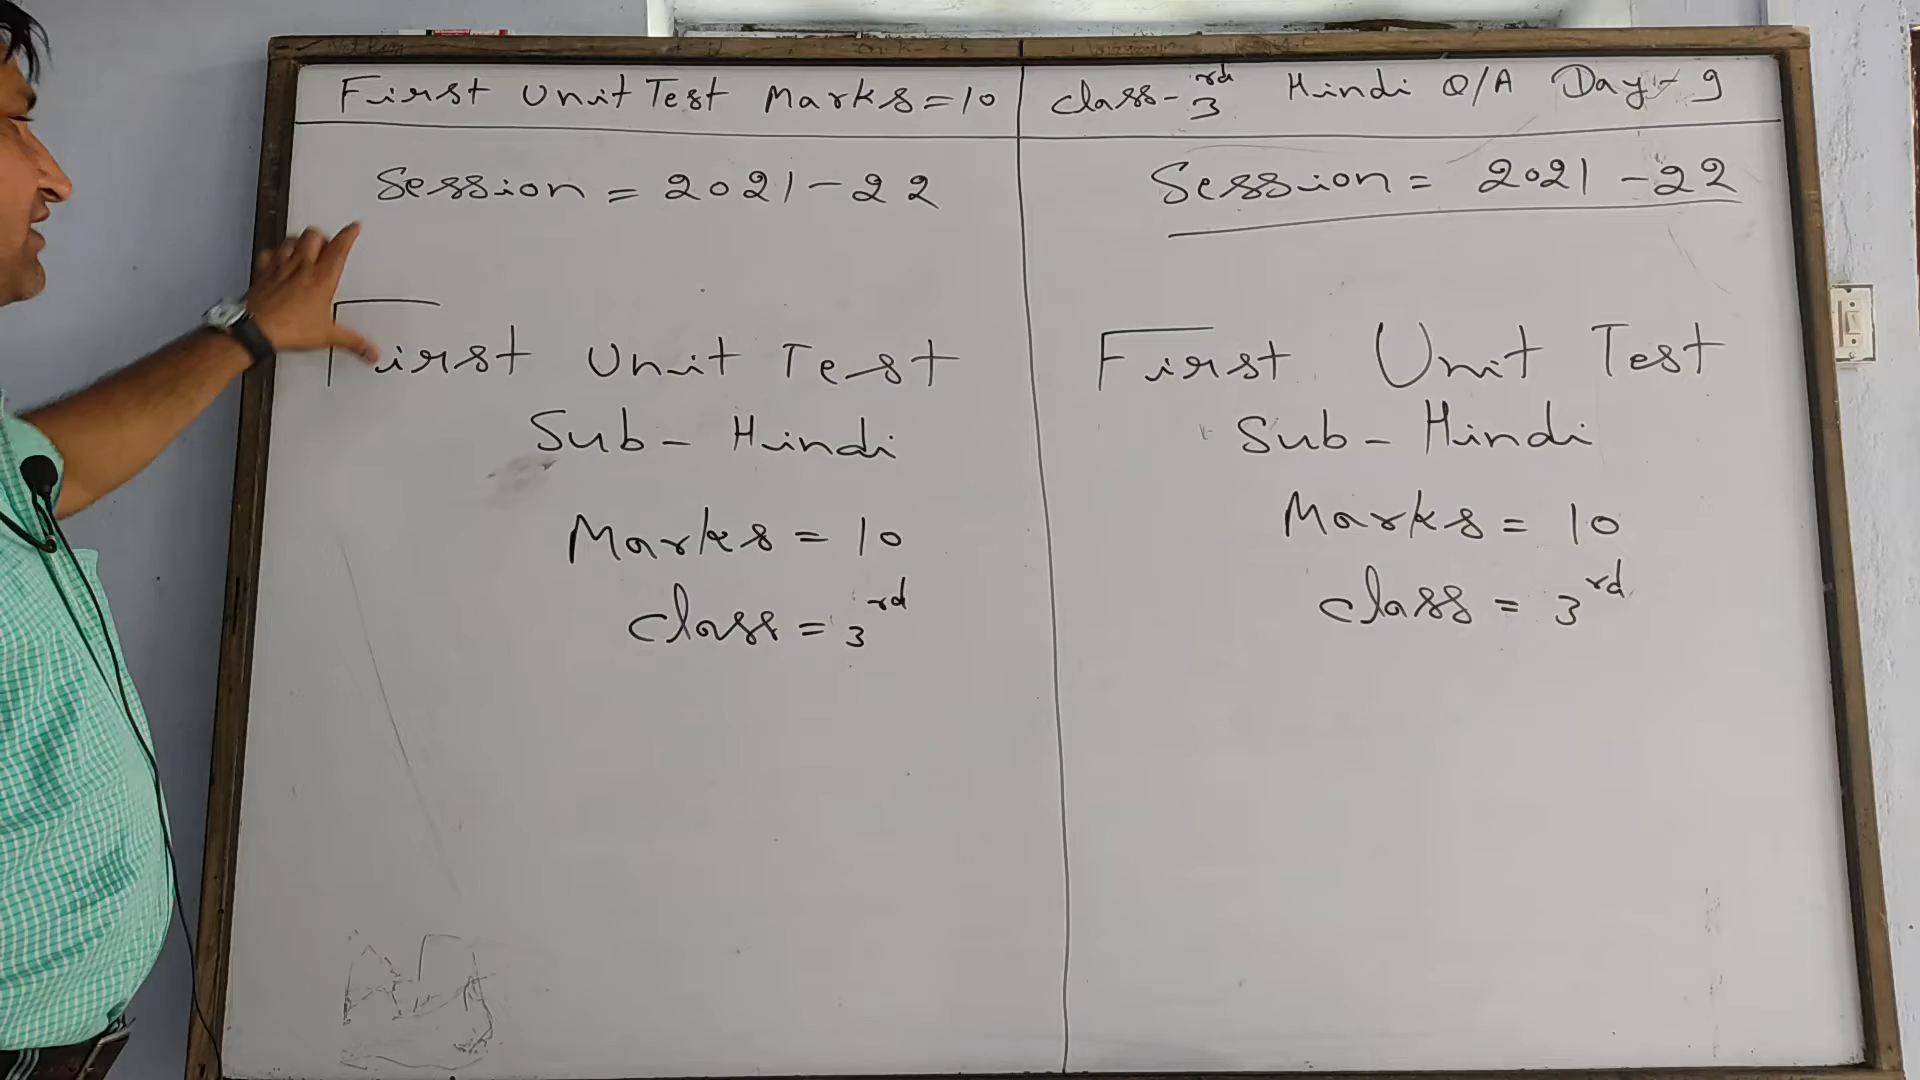 First Unit Test Marks = 10
Session = 2021-22
First Unit Test
Sub - Hindi
Marks = 10
Class = 3rd
Class - 3rd Hindi Q/A Day - 9
Session = 2021-22
First Unit Test
Sub - Hindi
Marks = 10
Class = 3rd